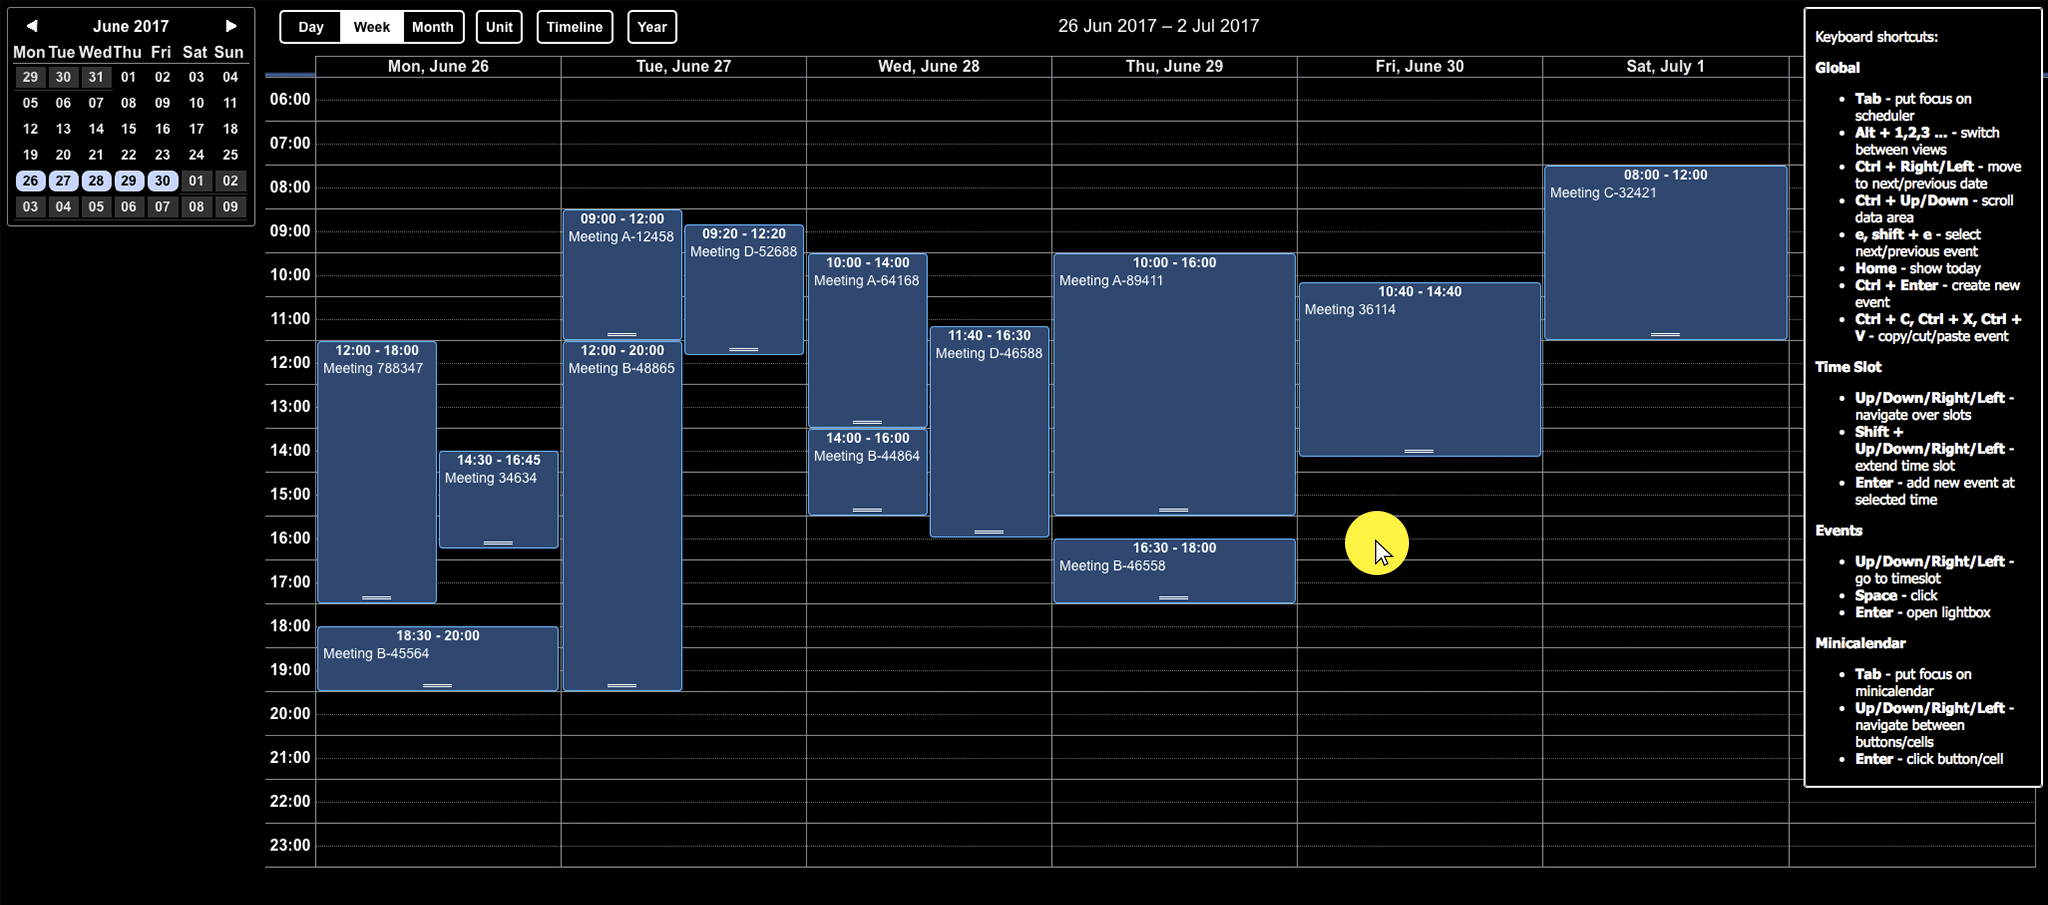 June 2017
Mon Tue Wed Thu Fri Sat Sun
29 30 31 01 02 03 04
05 06 07 08 09 10 11
12 13 14 15 16 17 18
19 20 21 22 23 24 25
26 27 28 29 30 01 02
03 04 05 06 07 08 09
Day Week Month Unit Timeline Year
26 Jun 2017 – 2 Jul 2017
Mon, June 26
Tue, June 27
Wed, June 28
Thu, June 29
Fri, June 30
Sat, July 1
06:00
07:00
08:00
09:00
10:00
11:00
12:00
13:00
14:00
15:00
16:00
17:00
18:00
19:00
20:00
21:00
22:00
23:00
12:00 - 18:00
Meeting 788347
14:30 - 16:45
Meeting 34634
18:30 - 20:00
Meeting B-45564
09:00 - 12:00
Meeting A-12458
09:20 - 12:20
Meeting D-52688
12:00 - 20:00
Meeting B-48865
10:00 - 14:00
Meeting A-64168
11:40 - 16:30
Meeting D-46588
14:00 - 16:00
Meeting B-44864
10:00 - 16:00
Meeting A-89411
16:30 - 18:00
Meeting B-46558
10:40 - 14:40
Meeting 36114
08:00 - 12:00
Meeting C-32421
Keyboard shortcuts:
Global
• Tab - put focus on
scheduler
• Alt + 1,2,3 ... - switch
between views
• Ctrl + Right/Left - move
to next/previous date
• Ctrl + Up/Down - scroll
data area
• e, shift + e - select
next/previous event
• Home - show today
• Ctrl + Enter - create new
event
• Ctrl + C, Ctrl + X, Ctrl +
V - copy/cut/paste event
Time Slot
• Up/Down/Right/Left -
navigate over slots
• Shift +
Up/Down/Right/Left -
extend time slot
• Enter - add new event at
selected time
Events
• Up/Down/Right/Left -
go to timeslot
• Space - click
• Enter - open lightbox
Minicalendar
• Tab - put focus on
minicalendar
• Up/Down/Right/Left -
navigate between
buttons/cells
• Enter - click button/cell